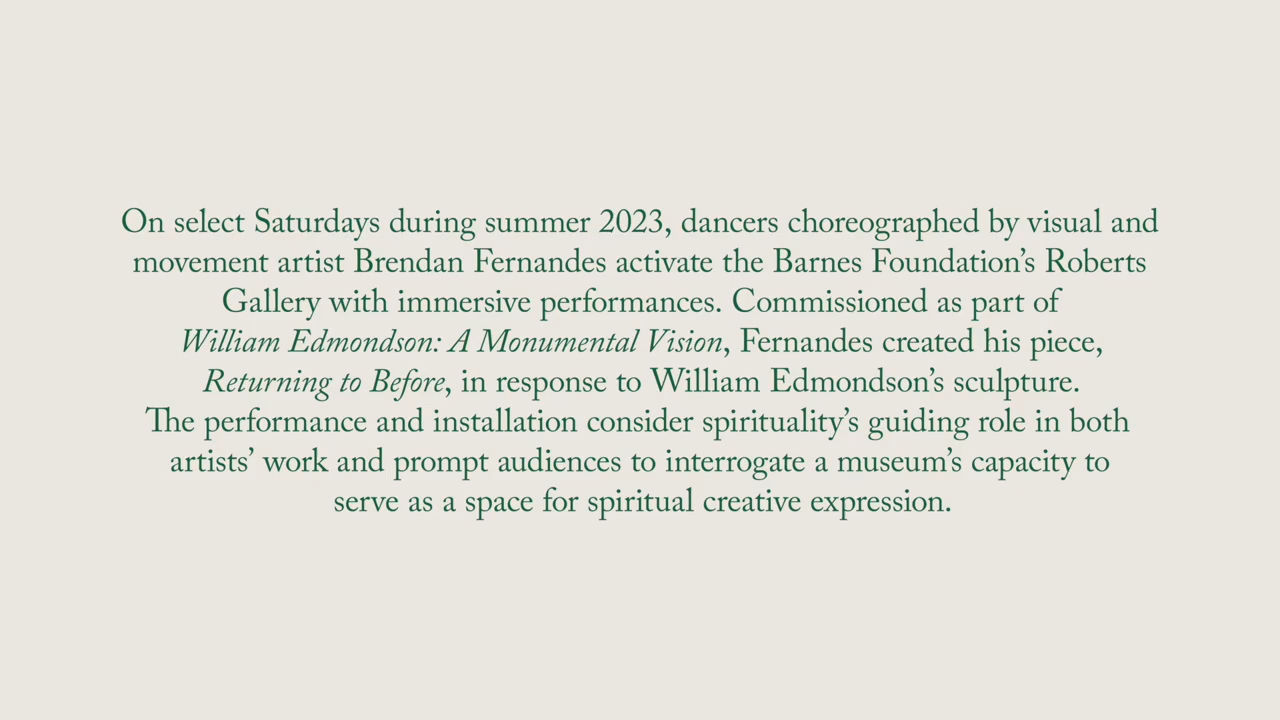 On select Saturdays during summer 2023, dancers choreographed by visual and
movement artist Brendan Fernandes activate the Barnes Foundation’s Roberts
Gallery with immersive performances. Commissioned as part of
William Edmondson: A Monumental Vision, Fernandes created his piece,
Returning to Before, in response to William Edmondson’s sculpture.
The performance and installation consider spirituality’s guiding role in both
artists’ work and prompt audiences to interrogate a museum’s capacity to
serve as a space for spiritual creative expression.